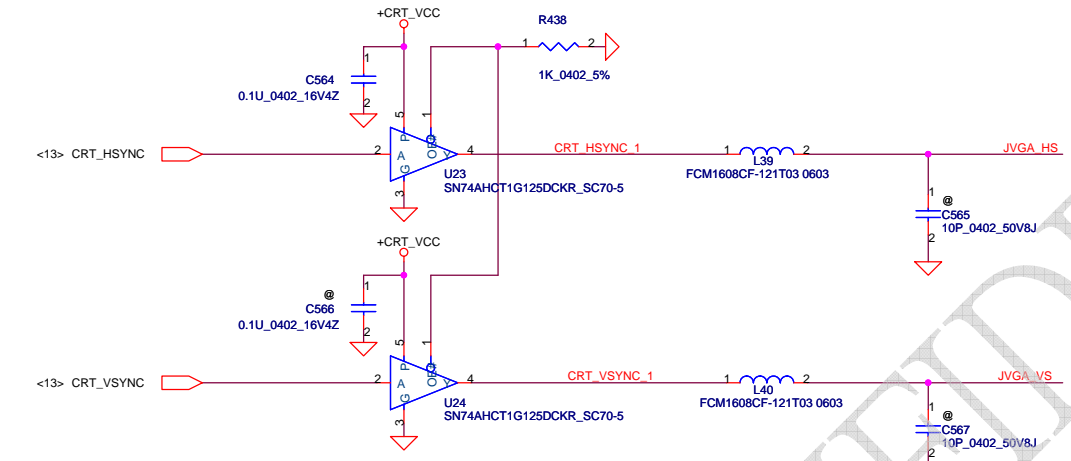 +CRT_VCC
R438
1 2
1K_0402_5%
1
C564
0.1U_0402_16V4Z
2
5
1
P
OE#
<13> CRT_HSYNC
2
A
Y
4
CRT_HSYNC_1
1
2
JVGA_HS
G
L39
U23
FCM1608CF-121T03 0603
SN74AHCT1G125DCKR_SC70-5
3
1
@
C565
10P_0402_50V8J
2
+CRT_VCC
1
@
C566
0.1U_0402_16V4Z
2
5
1
P
OE#
<13> CRT_VSYNC
2
A
Y
4
CRT_VSYNC_1
1
2
JVGA_VS
G
L40
U24
FCM1608CF-121T03 0603
SN74AHCT1G125DCKR_SC70-5
3
1
@
C567
10P_0402_50V8J
2